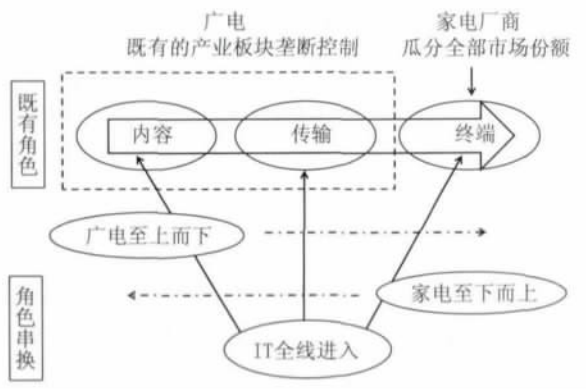 广电
既有的产业板块垄断控制
家电厂商
瓜分全部市场份额
既有角色
内容
传输
终端
广电至上而下
家电至下而上
角色串换
IT全线进入